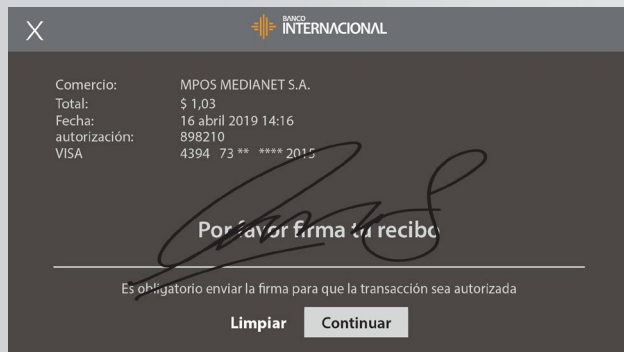 X
BANCO
INTERNACIONAL
Comercio: MPOS MEDIANET S.A.
Total: $ 1,03
Fecha: 16 abril 2019 14:16
autorización: 898210
VISA 4394 73 ** **** 2015
Por favor firma tu recibo
Es obligatorio enviar la firma para que la transacción sea autorizada
Limpiar Continuar